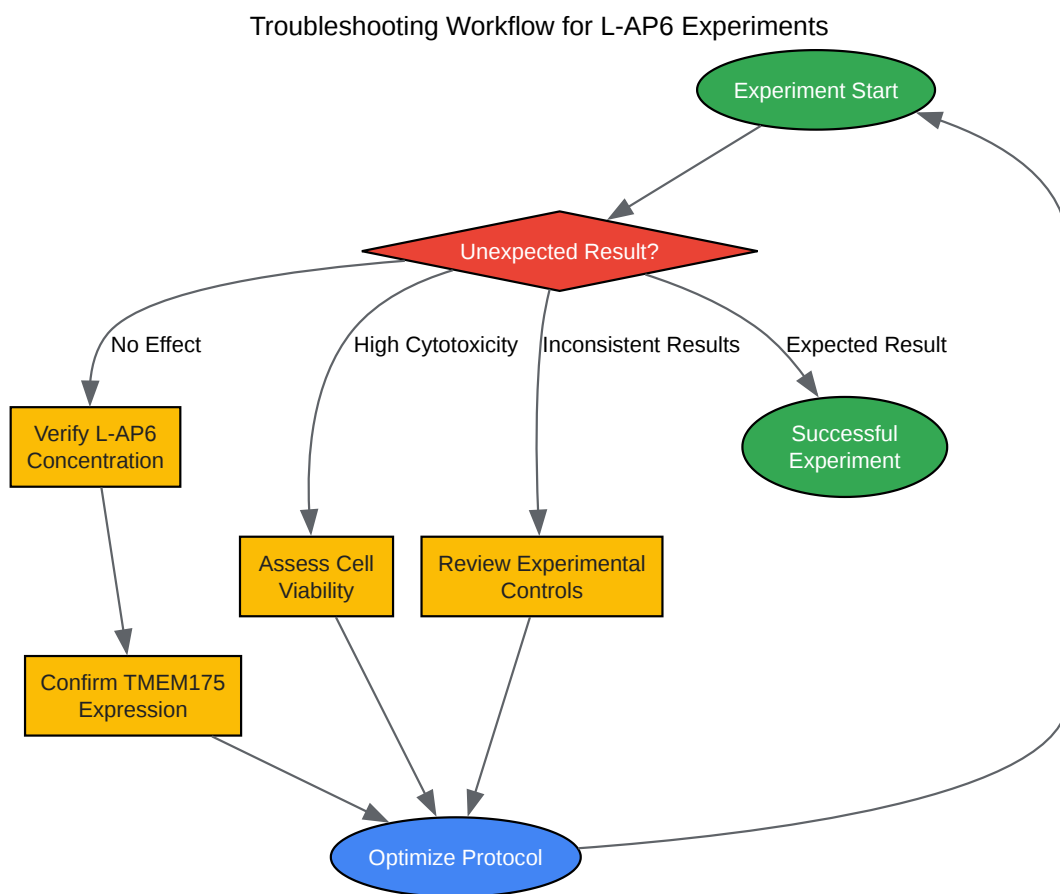 Troubleshooting Workflow for L-AP6 Experiments
Experiment Start
Unexpected Result?
No Effect
High Cytotoxicity
Inconsistent Results
Expected Result
Verify L-AP6
Concentration
Successful
Experiment
Assess Cell
Viability
Review Experimental
Controls
Confirm TMEM175
Expression
Optimize Protocol